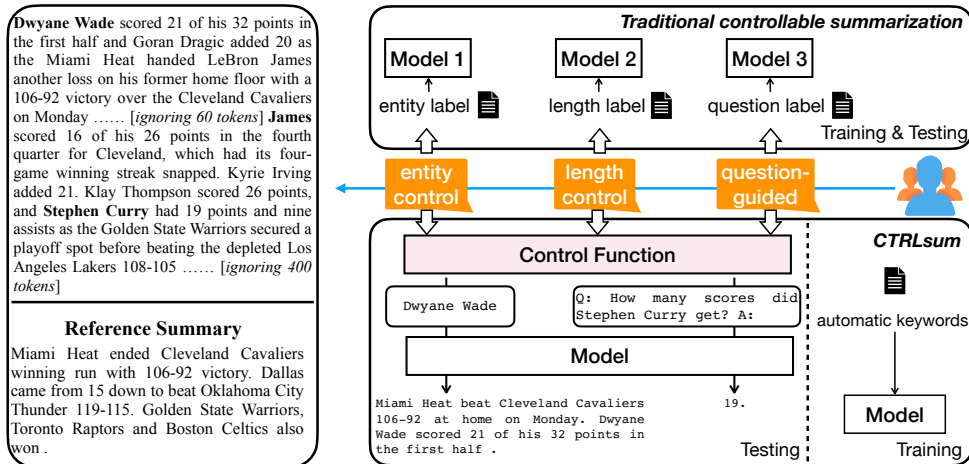 Dwyane Wade scored 21 of his 32 points in
the first half and Goran Dragic added 20 as
the Miami Heat handed LeBron James
another loss on his former home floor with a
106-92 victory over the Cleveland Cavaliers
on Monday …… [ignoring 60 tokens] James
scored 16 of his 26 points in the fourth
quarter for Cleveland, which had its four-
game winning streak snapped. Kyrie Irving
added 21. Klay Thompson scored 26 points,
and Stephen Curry had 19 points and nine
assists as the Golden State Warriors secured a
playoff spot before beating the depleted Los
Angeles Lakers 108-105 …… [ignoring 400
tokens]
Reference Summary
Miami Heat ended Cleveland Cavaliers
winning run with 106-92 victory. Dallas
came from 15 down to beat Oklahoma City
Thunder 119-115. Golden State Warriors,
Toronto Raptors and Boston Celtics also
won .
Traditional controllable summarization
Model 1
Model 2
Model 3
entity label
length label
question label
Training & Testing
entity
control
length
control
question-
guided
CTRLsum
Control Function
Dwyane Wade
Q: How many scores did
Stephen Curry get? A:
automatic keywords
Model
Model
Miami Heat beat Cleveland Cavaliers
106-92 at home on Monday. Dwyane
Wade scored 21 of his 32 points in
the first half .
19.
Testing
Training